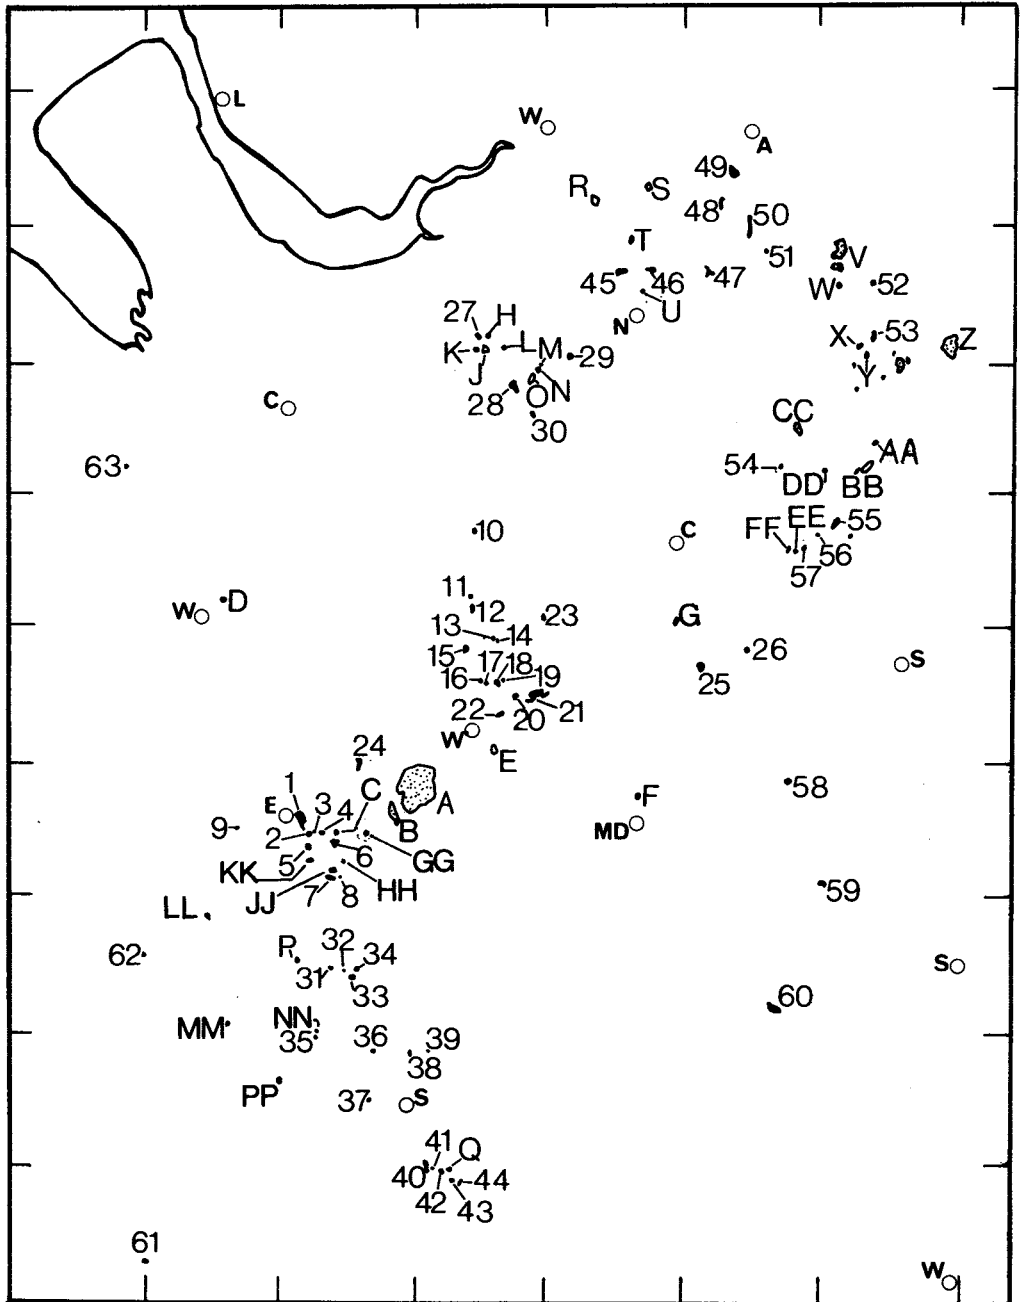 L
W
A
49
R
S
48
50
T
51
V
45
46
47
W
52
U
N
27
H
53
X
Z
K
L
M
29
J
Y
28
O
N
C
30
CC
AA
63
54
DD
BB
10
C
FF
EE
55
56
57
11
W
D
12
23
G
13
14
15
26
S
16
17
18
19
25
22
20
21
W
E
24
58
1
C
F
E
3
4
A
9
B
MD
2
6
5
GG
KK
HH
JJ
7
8
59
LL
R
32
62
34
31
S
33
60
MM
NN
35
36
39
38
PP
37
S
41
Q
40
44
42
43
61
W